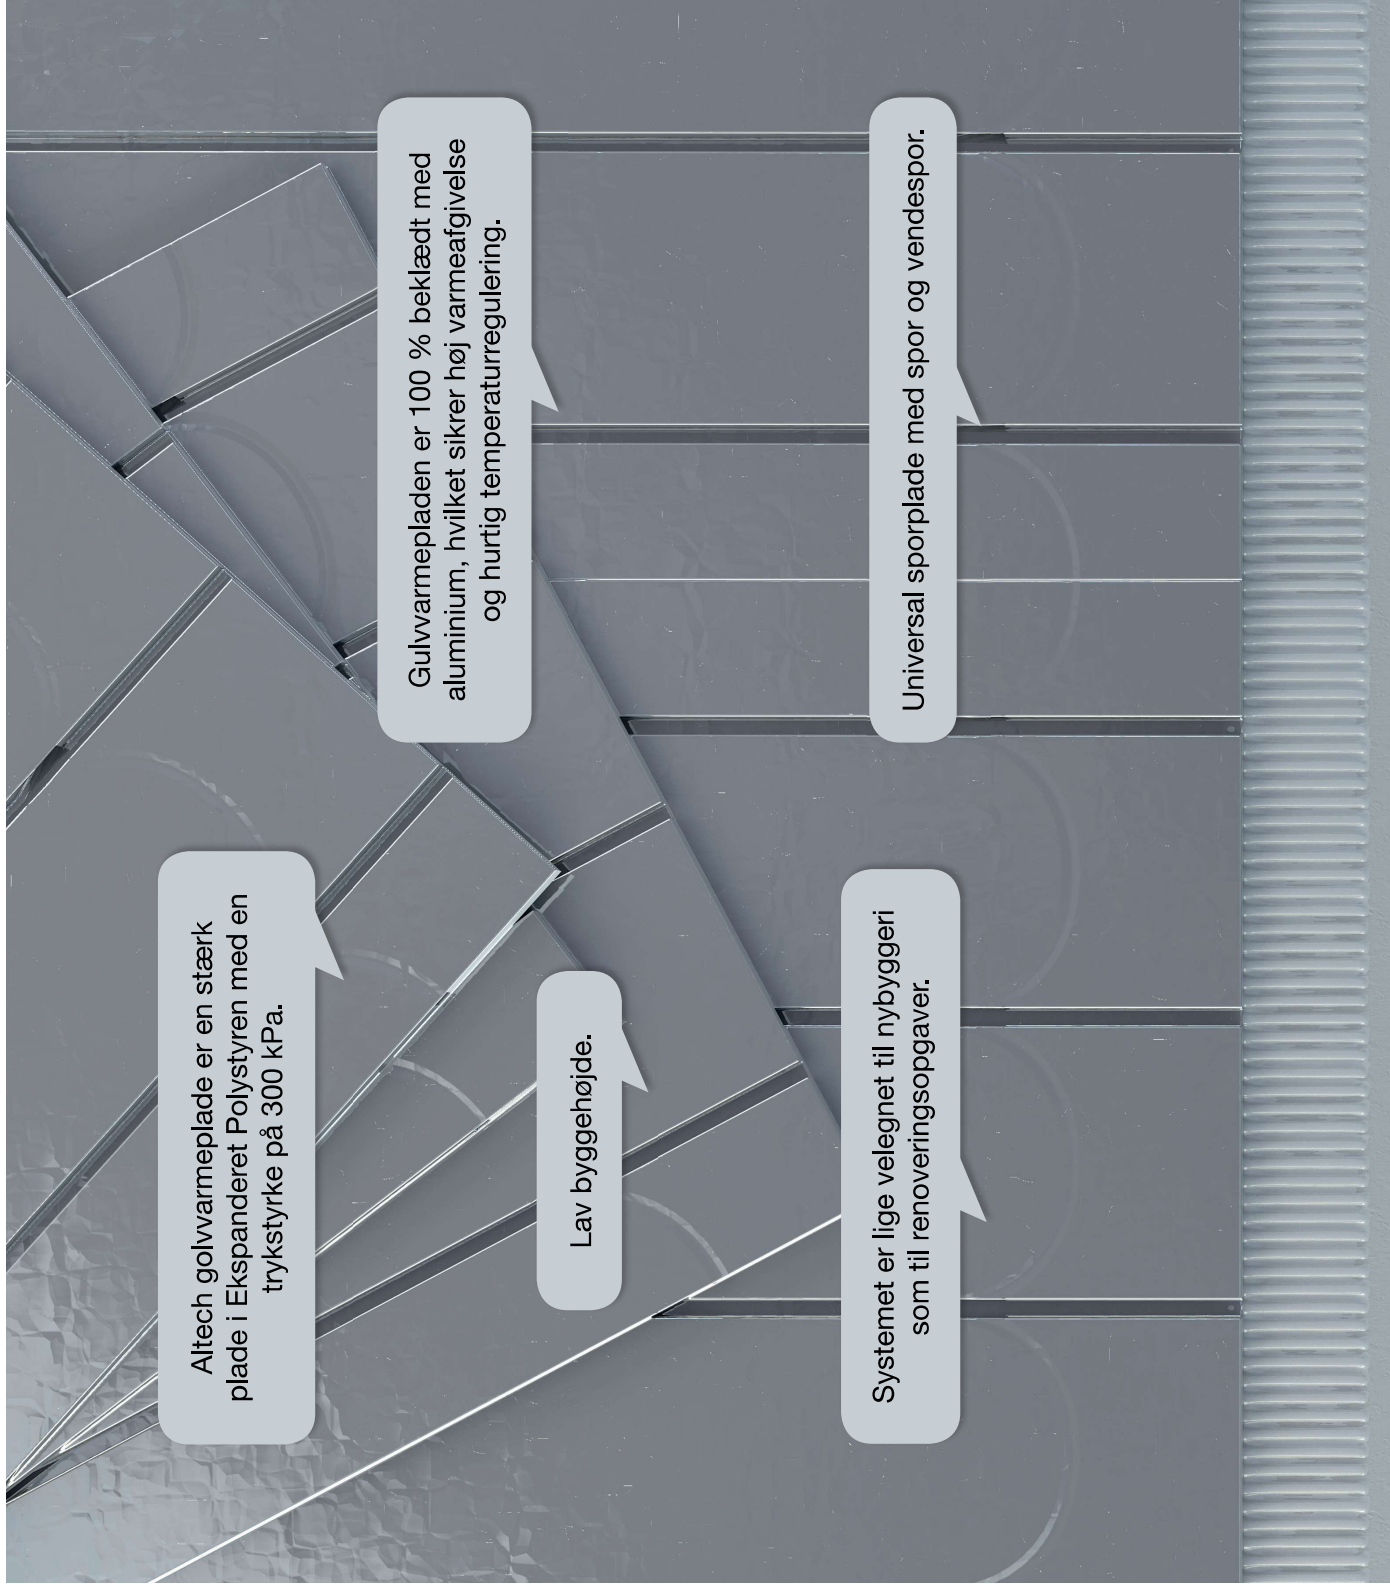 Altech golvvarmeplade er en stærk
plade i Ekspanderet Polystyren med en
trykstyrke på 300 kPa.
Gulvvarmepladen er 100 % beklædt med
aluminium, hvilket sikrer høj varmeafgivelse
og hurtig temperaturregulering.
Lav byggehøjde.
Systemet er lige velegnet til nybyggeri
som til renoveringsopgaver.
Universal sporplade med spor og vendespor.